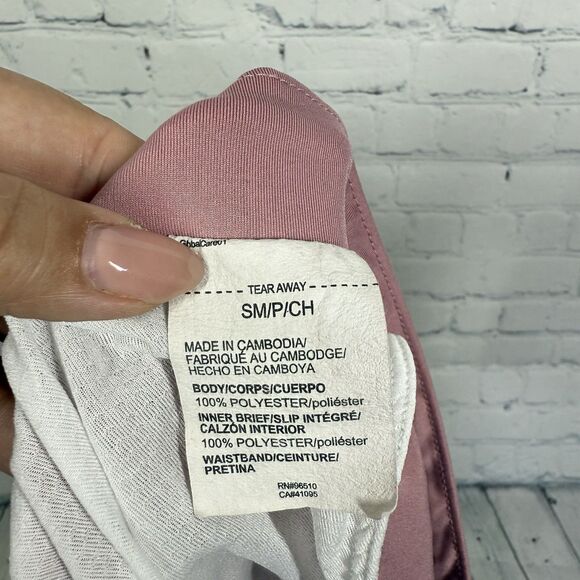 GlobalCare01
TEAR AWAY
SM/P/CH
MADE IN CAMBODIA/
FABRIQUÉ AU CAMBODGE/
HECHO EN CAMBOYA
BODY/CORPS/CUERPO
100% POLYESTER/poliéster
INNER BRIEF/SLIP INTÉGRÉ/
CALZÓN INTERIOR
100% POLYESTER/poliéster
WAISTBAND/CEINTURE/
PRETINA
RN#96510
CA#41095